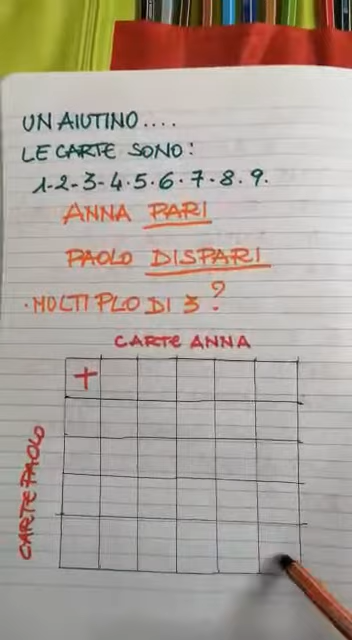 UN AIUTINO....
LE CARTE SONO:
1-2-3-4.5.6.7.8.9.
ANNA PARI
PAOLO DISPARI
. MULTIPLO DI 3?
CARTE ANNA
+
CARTE PAOLO